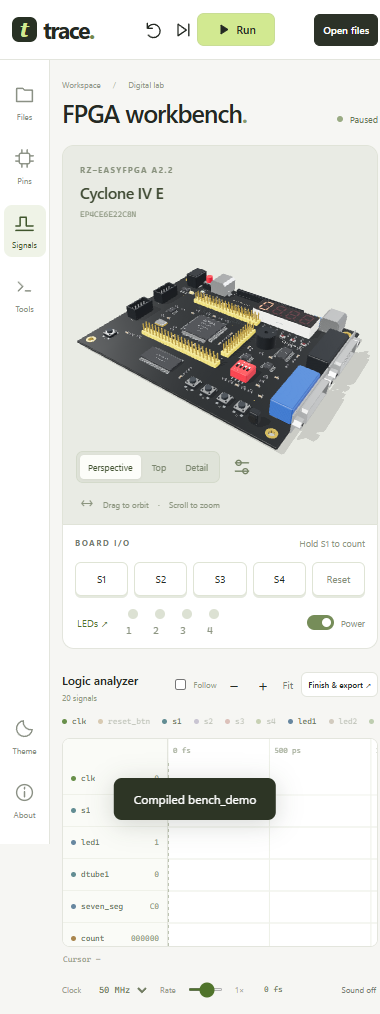 t trace.
Run
Open files
Files
Pins
Signals
Tools
Theme
About
Workspace / Digital lab
FPGA workbench.
Paused
RZ-EASYFPGA A2.2
Cyclone IV E
EP4CE6E22C8N
Perspective Top Detail
Drag to orbit · Scroll to zoom
BOARD I/O Hold S1 to count
S1 S2 S3 S4 Reset
LEDs ↗ 1 2 3 4 Power
Logic analyzer
20 signals
Follow − + Fit Finish & export ↗
clk reset_btn s1 s2 s3 s4 led1 led2
0 fs 500 ps
clk
s1
Compiled bench_demo
led1 1
dtube1 0
seven_seg C0
count 000000
Cursor —
Clock 50 MHz Rate 1× 0 fs Sound off